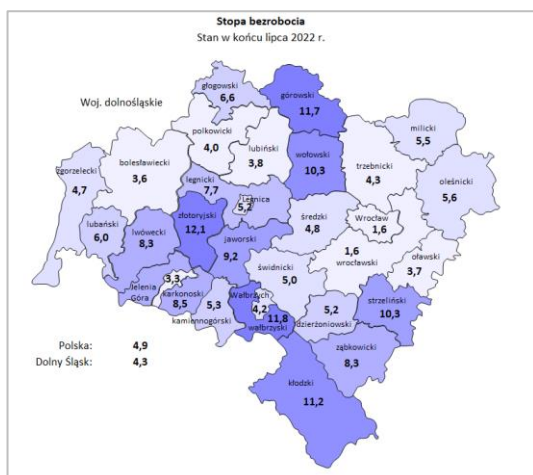 Stopa bezrobocia
Stan w końcu lipca 2022 r.
Woj. dolnośląskie
głogowski
6,6
górowski
11,7
polkowicki
4,0
lubiński
3,8
wołowski
10,3
milicki
5,5
trzebnicki
4,3
oleśnicki
5,6
zgorzelecki
4,7
bolesławiecki
3,6
legnicki
7,7
Legnica
5,2
lubański
6,0
lwówecki
8,3
złotoryjski
12,1
jaworski
9,2
średzki
4,8
Wrocław
1,6
1,6
wrocławski
oławski
3,7
świdnicki
5,0
strzeliński
10,3
3,3
Jelenia
Góra
karkonoski
8,5
5,3
kamiennogórski
Wałbrzych
4,2
11,8
wałbrzyski
5,2
dzierżoniowski
ząbkowicki
8,3
kłodzki
11,2
Polska: 4,9
Dolny Śląsk: 4,3